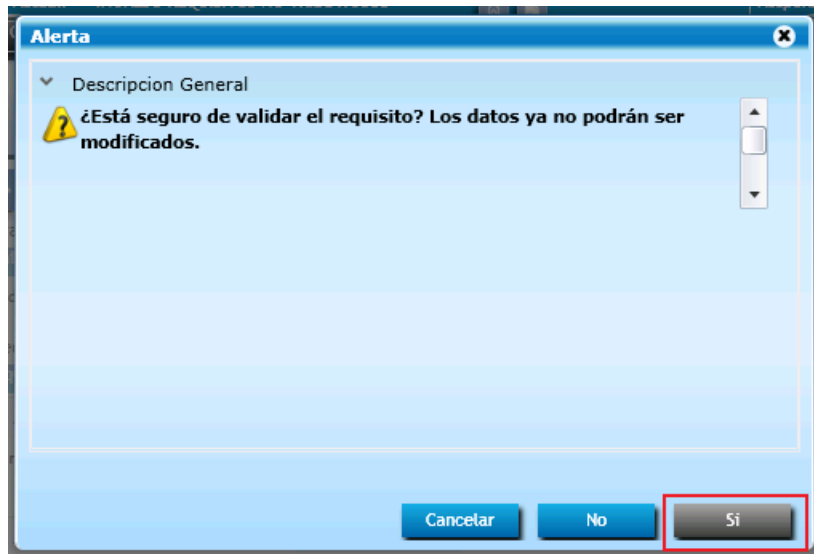 Alerta
Descripcion General
¿Está seguro de validar el requisito? Los datos ya no podrán ser
modificados.
Cancelar
No
Si